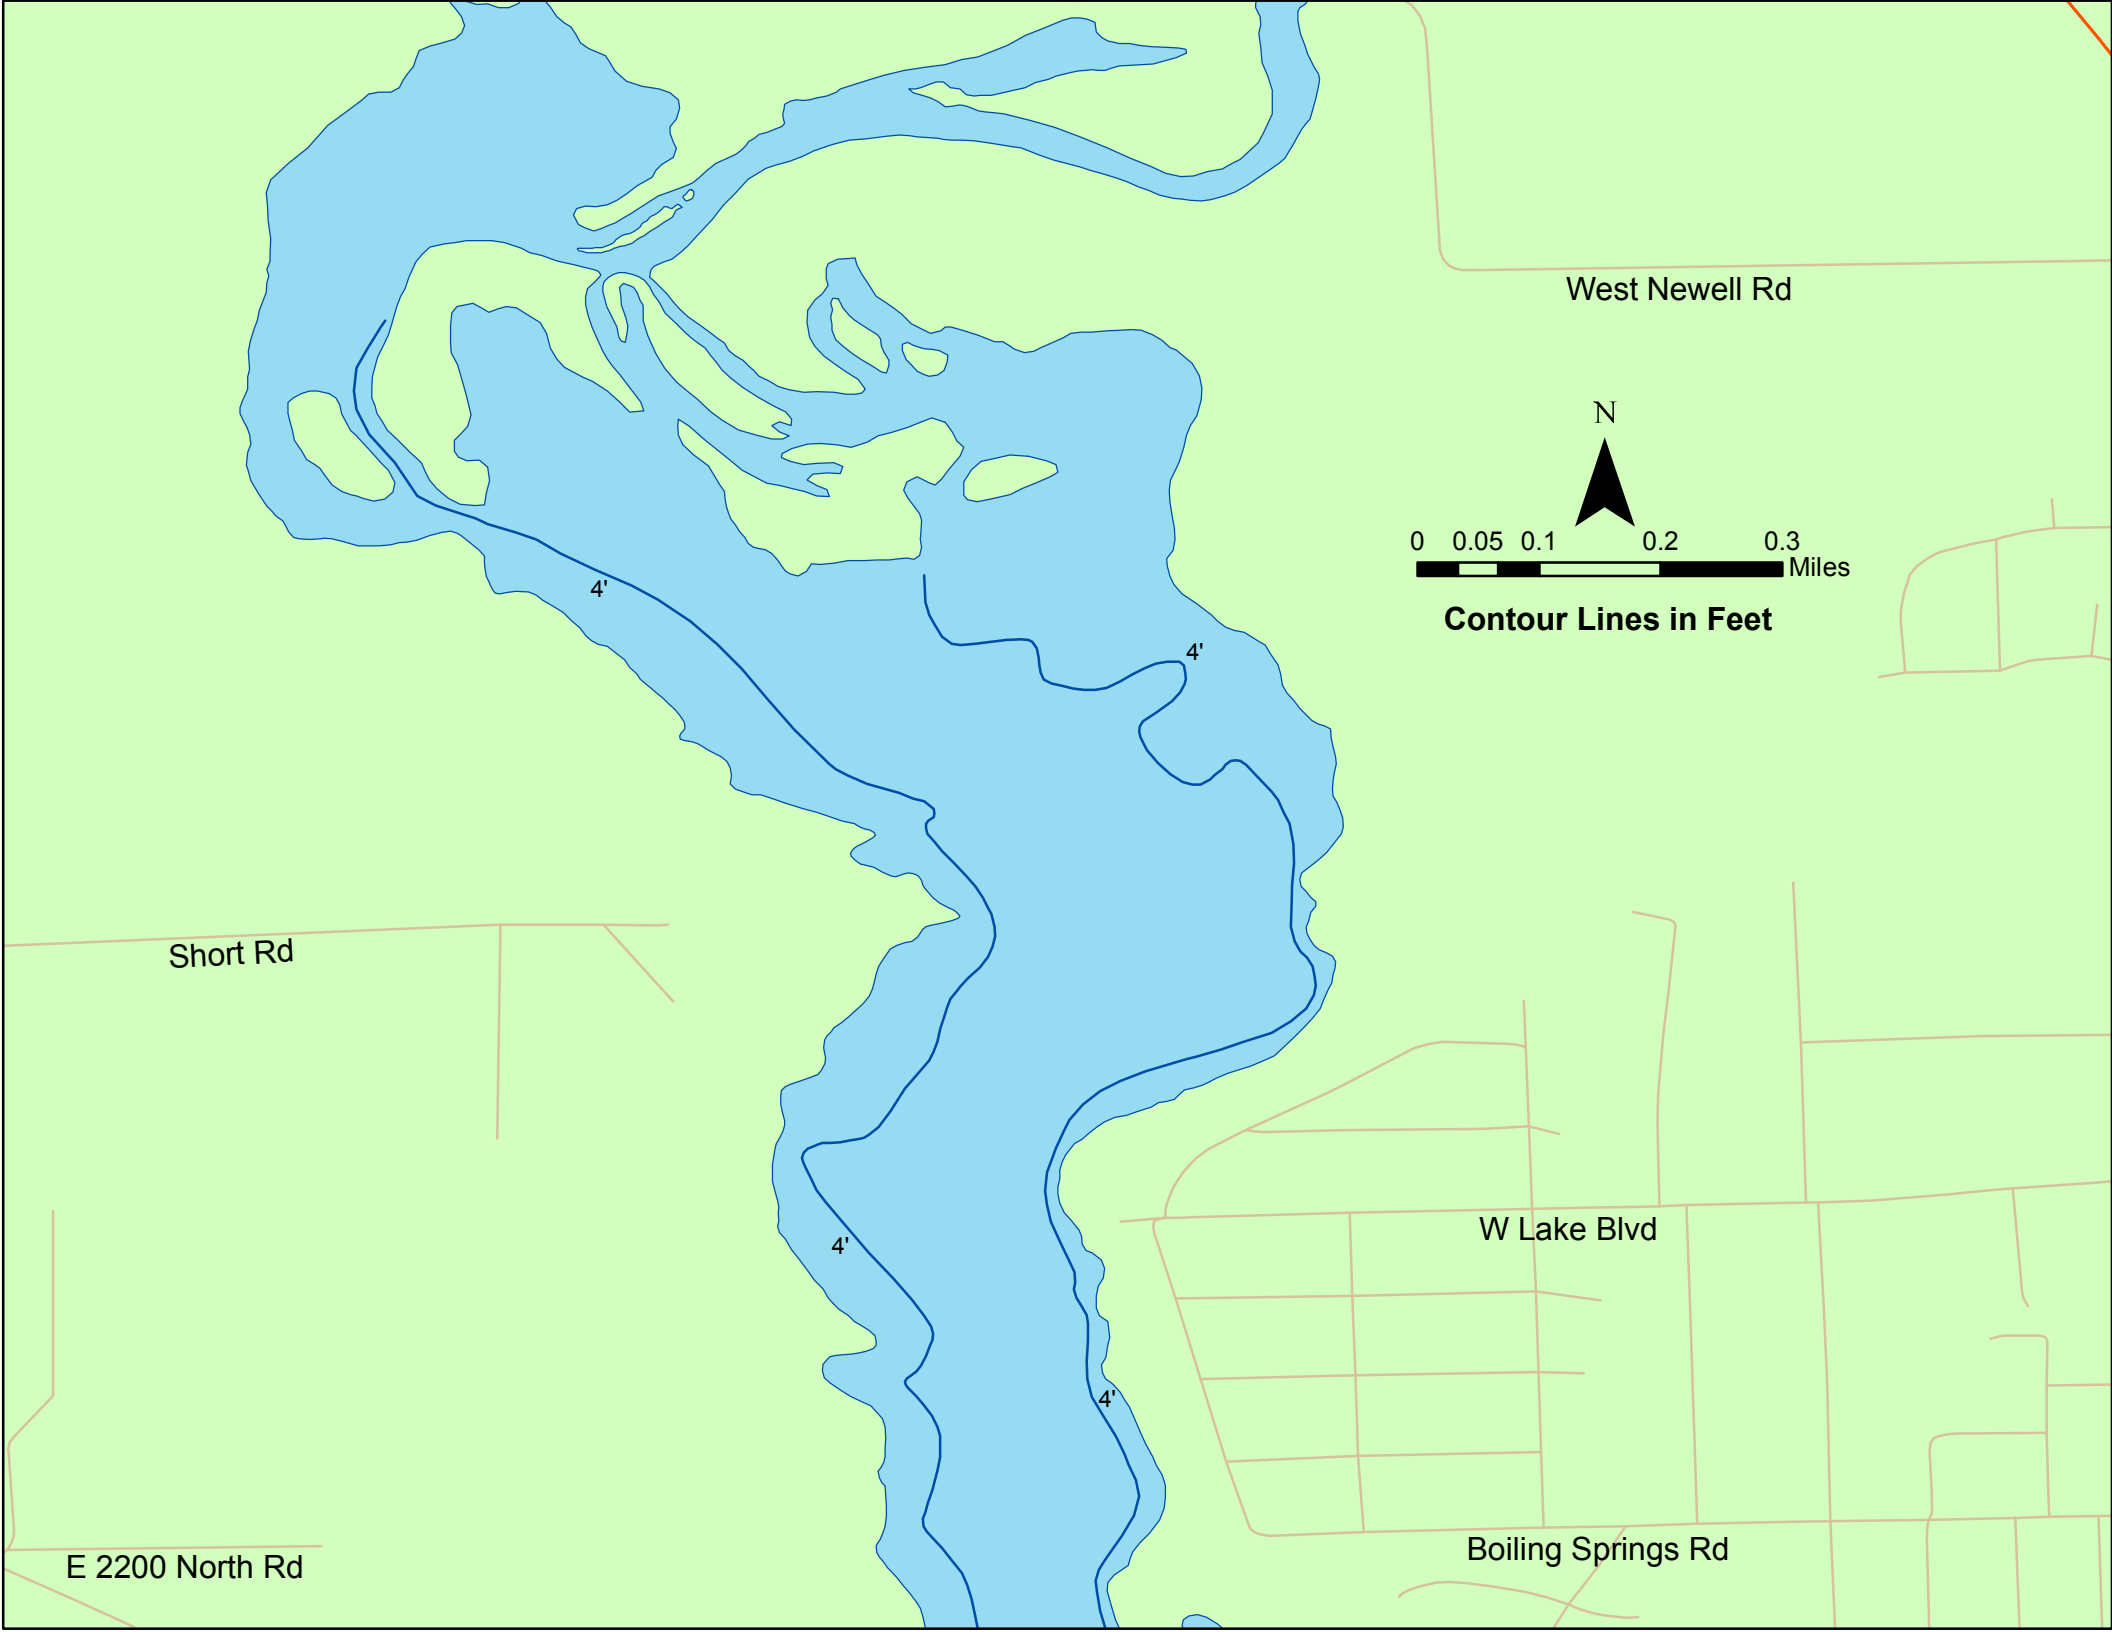 West Newell Rd
N
0 0.05 0.1 0.2 0.3
Miles
Contour Lines in Feet
4'
4'
Short Rd
W Lake Blvd
4'
4'
Boiling Springs Rd
E 2200 North Rd